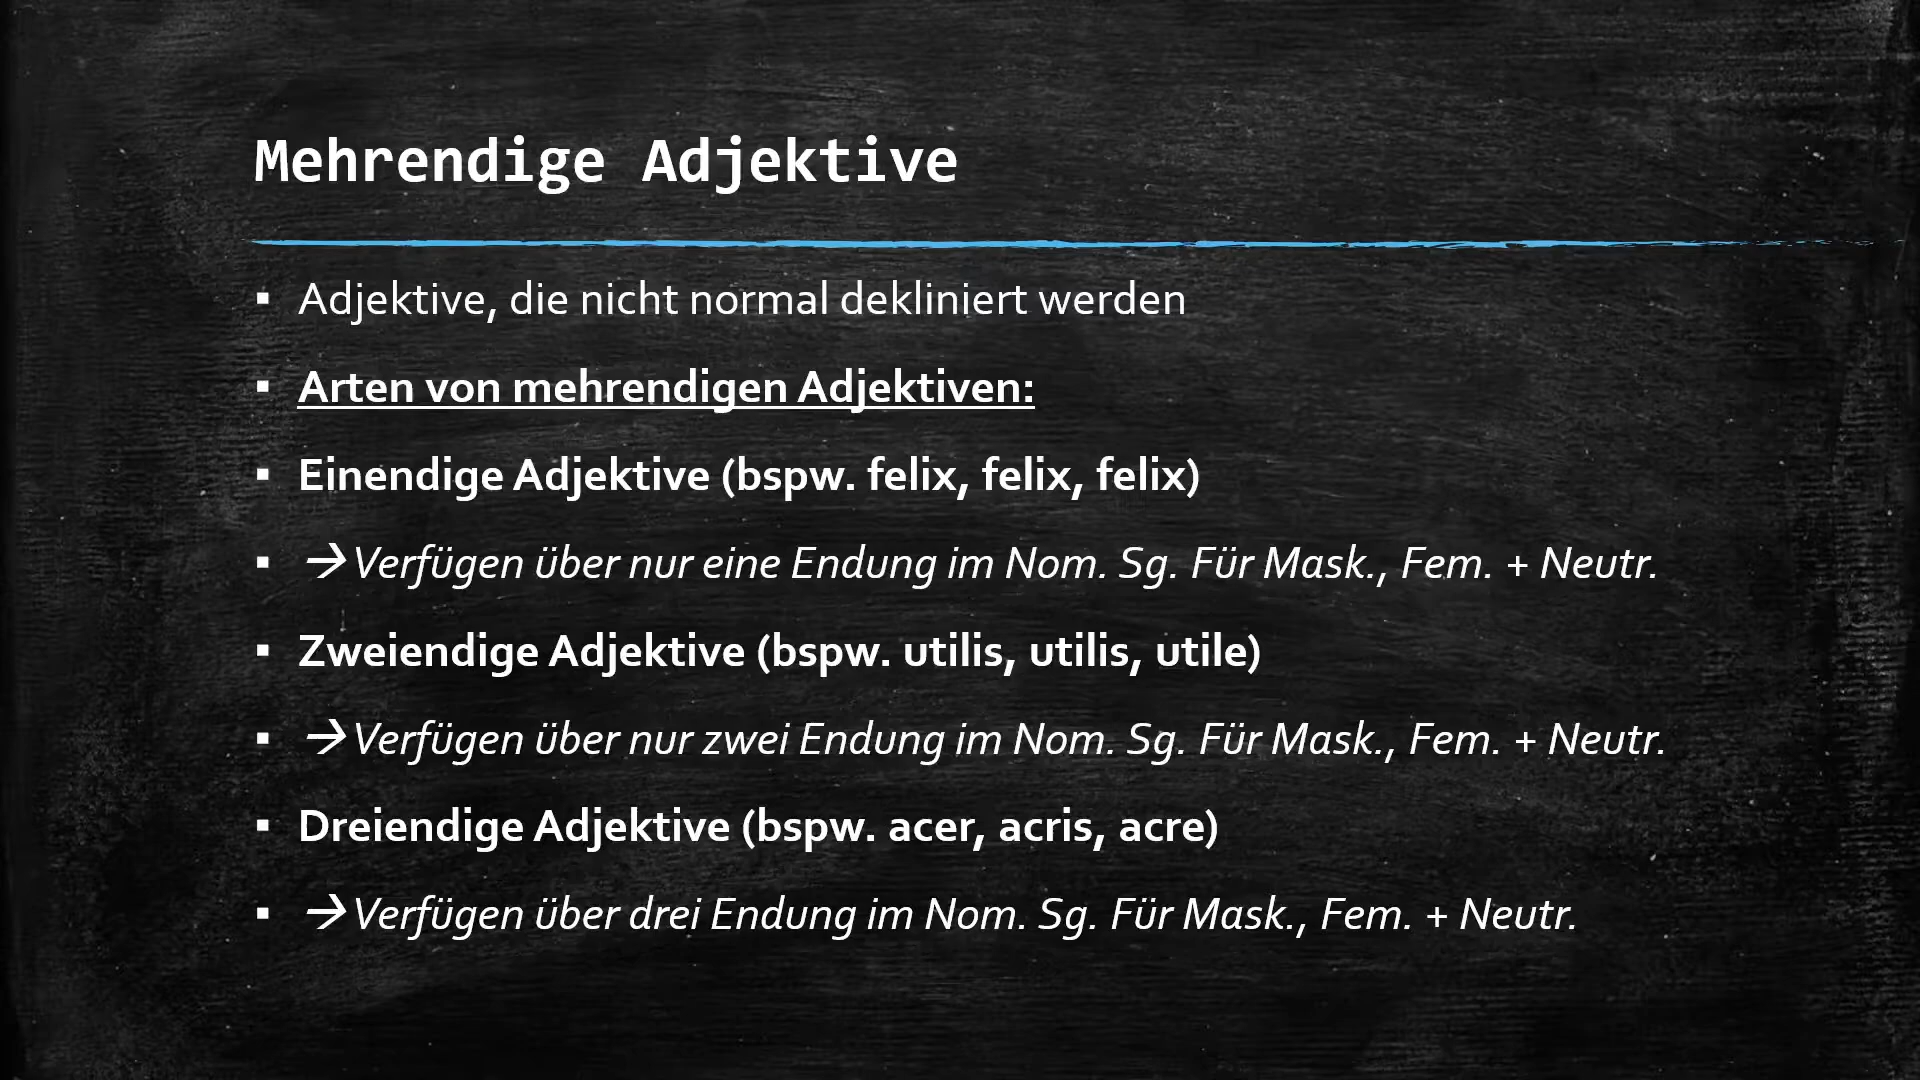 Mehrendige Adjektive
▪ Adjektive, die nicht normal dekliniert werden
▪ Arten von mehrendigen Adjektiven:
▪ Einendige Adjektive (bspw. felix, felix, felix)
▪ → Verfügen über nur eine Endung im Nom. Sg. Für Mask., Fem. + Neutr.
▪ Zweiendige Adjektive (bspw. utilis, utilis, utile)
▪ → Verfügen über nur zwei Endung im Nom. Sg. Für Mask., Fem. + Neutr.
▪ Dreiendige Adjektive (bspw. acer, acris, acre)
▪ → Verfügen über drei Endung im Nom. Sg. Für Mask., Fem. + Neutr.